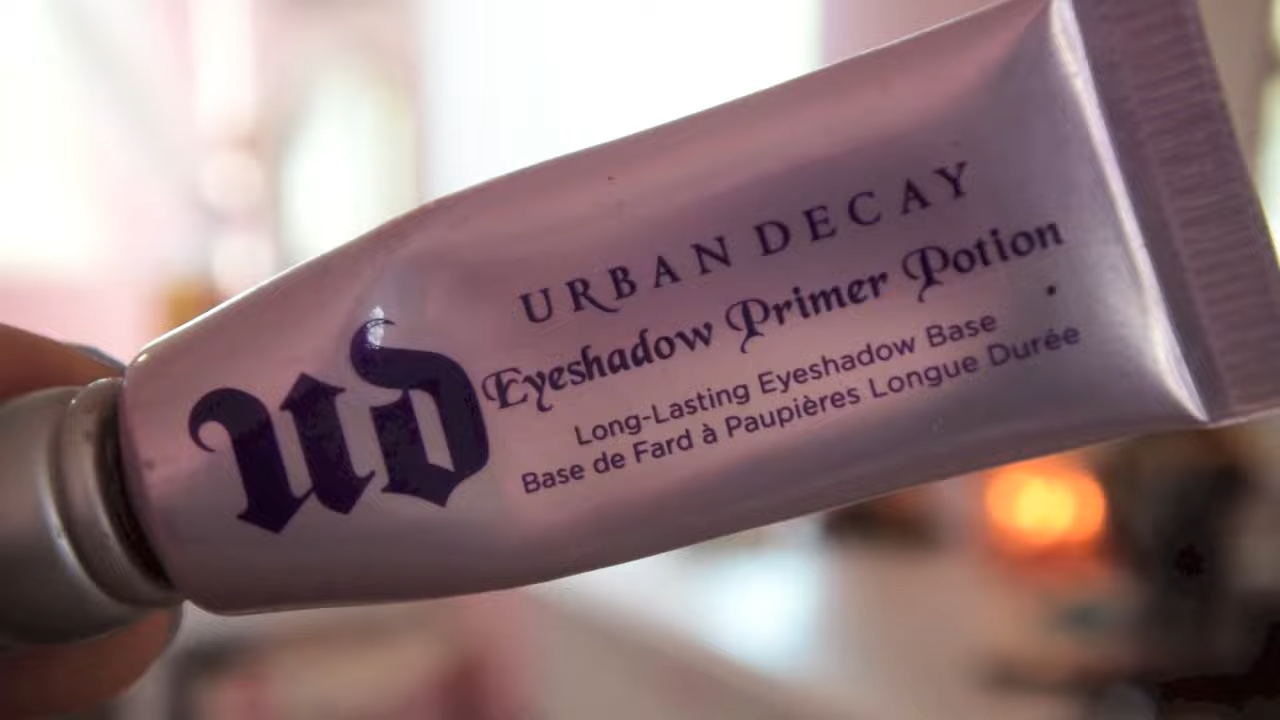 UD
URBAN DECAY
Eyeshadow Primer Potion
Long-Lasting Eyeshadow Base
Base de Fard à Paupières Longue Durée